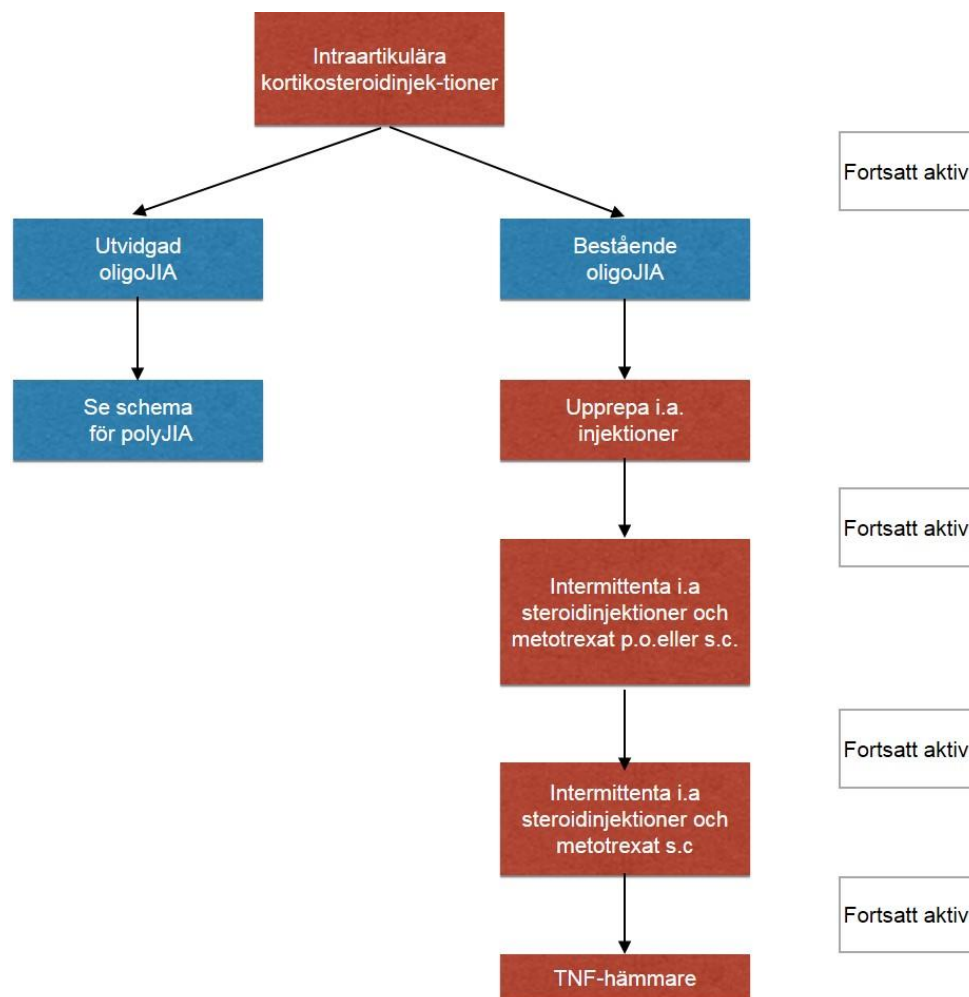 Intraartikulära
kortikosteroidinjek-tioner
Fortsatt aktiv
Utvidgad
oligoJIA
Bestående
oligoJIA
Se schema
för polyJIA
Upprepa i.a.
injektioner
Fortsatt aktiv
Intermittenta i.a
steroidinjektioner och
metotrexat p.o.eller s.c.
Fortsatt aktiv
Intermittenta i.a
steroidinjektioner och
metotrexat s.c
Fortsatt aktiv
TNF-hämmare